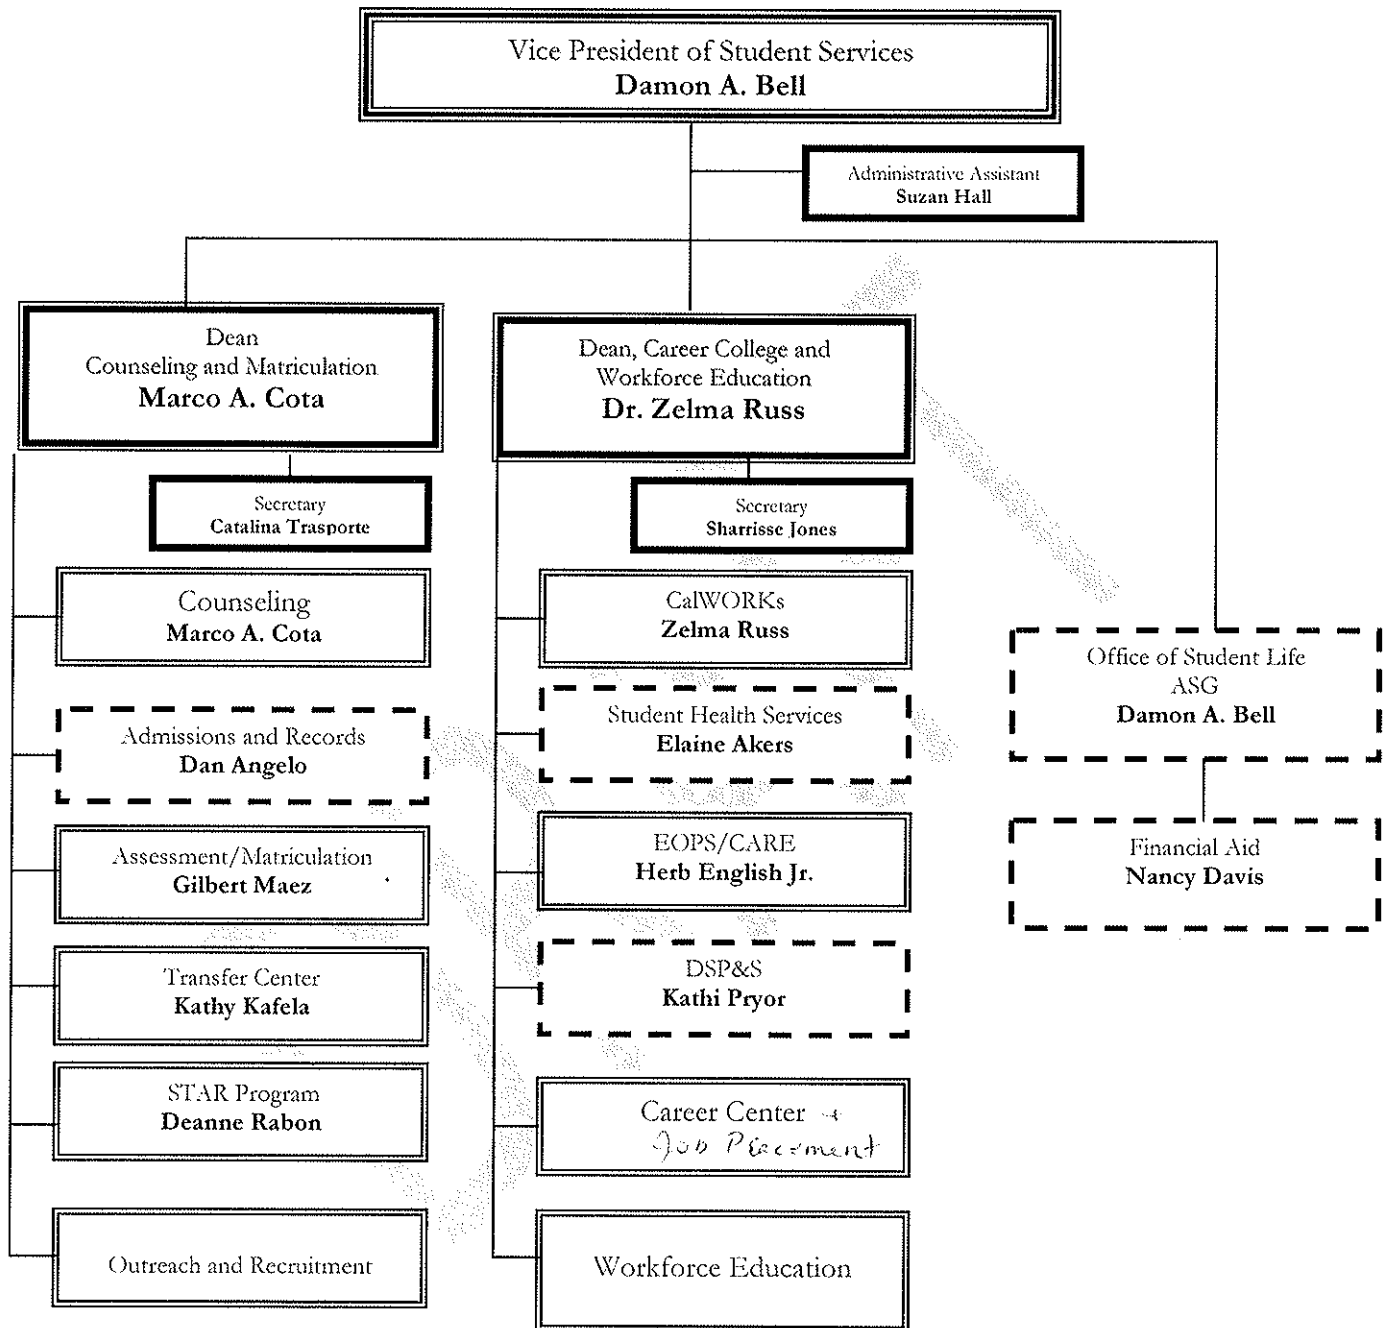 Vice President of Student Services
Damon A. Bell
Administrative Assistant
Suzan Hall
Dean
Counseling and Matriculation
Marco A. Cota
Secretary
Catalina Trasporte
Counseling
Marco A. Cota
Admissions and Records
Dan Angelo
Assessment/Matriculation
Gilbert Maez
Transfer Center
Kathy Kafela
STAR Program
Deanne Rabon
Outreach and Recruitment
Dean, Career College and
Workforce Education
Dr. Zelma Russ
Secretary
Sharrisse Jones
CalWORKs
Zelma Russ
Student Health Services
Elaine Akers
EOPS/CARE
Herb English Jr.
DSP&S
Kathi Pryor
Career Center +
Job Placement
Workforce Education
Office of Student Life
ASG
Damon A. Bell
Financial Aid
Nancy Davis